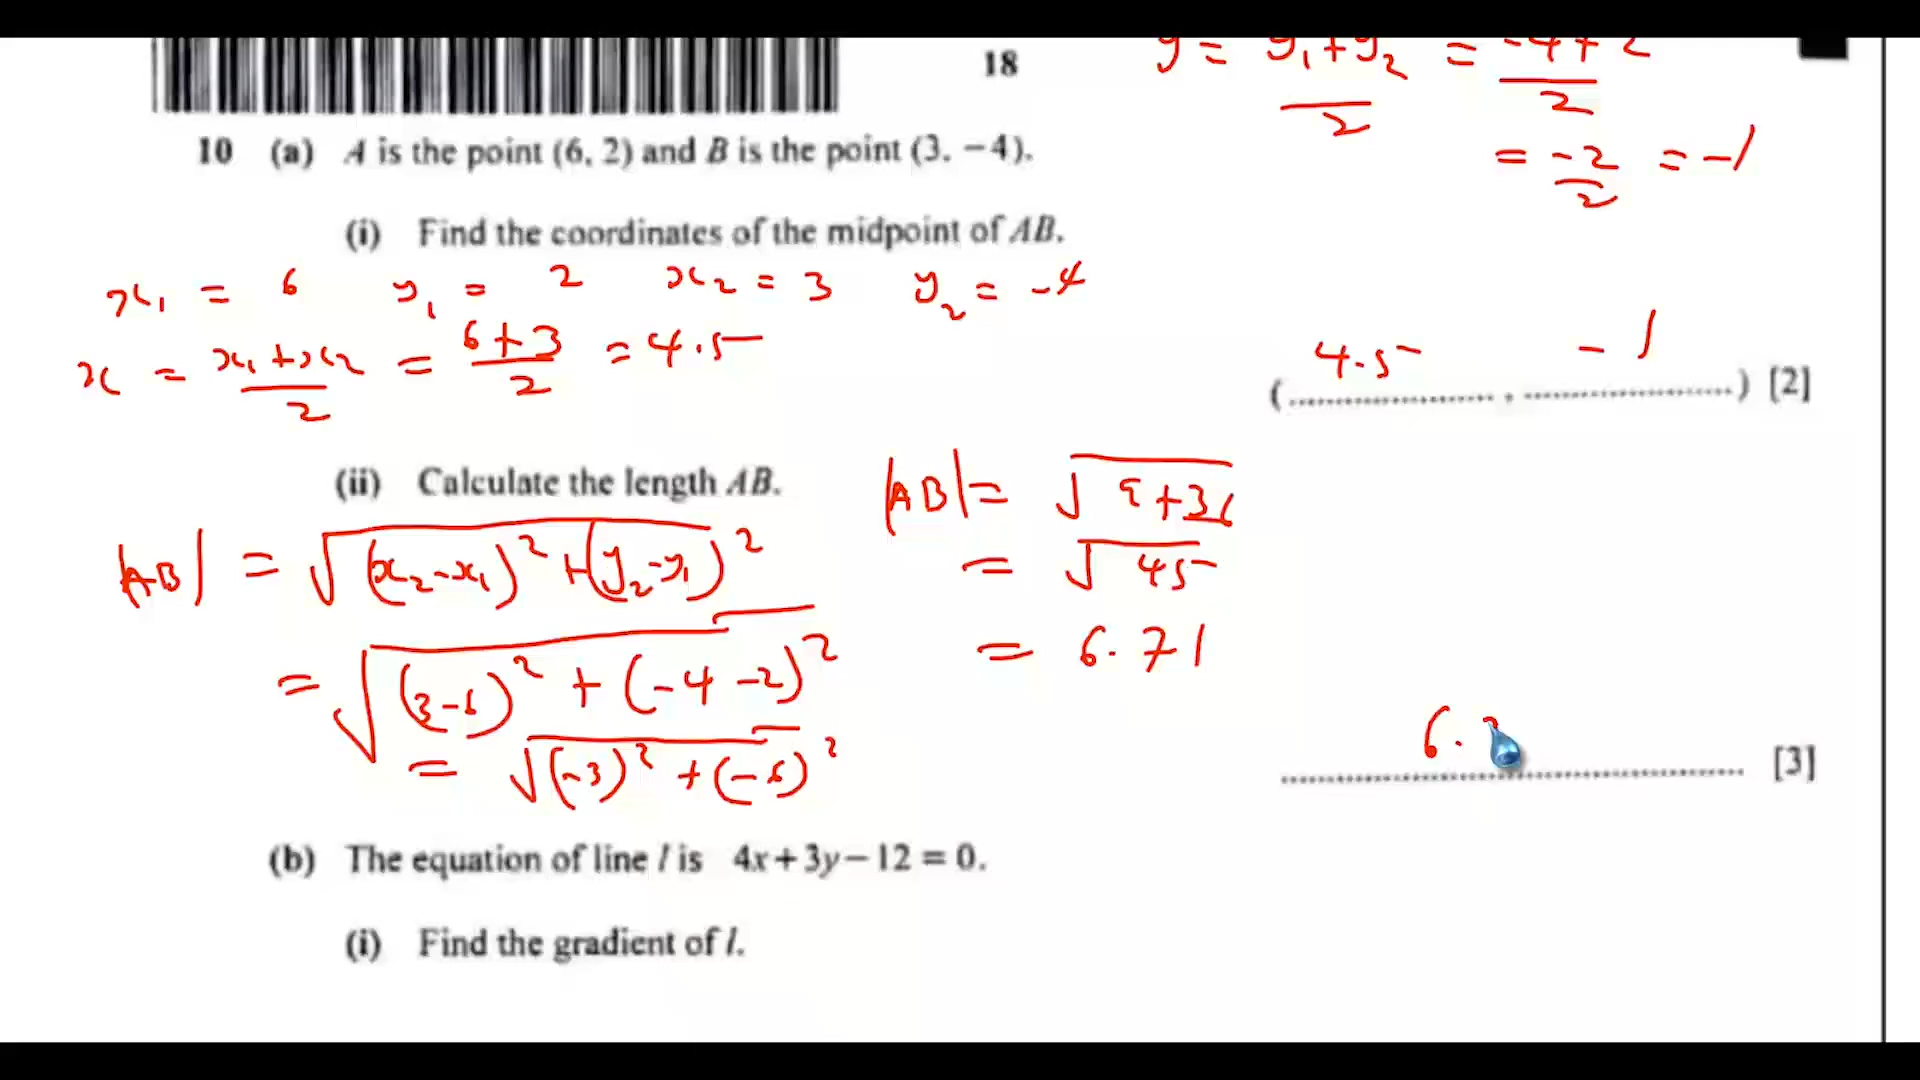 18
y = y₁+y₂/2 = -4+2/2
= -2/2 = -1
10 (a) A is the point (6, 2) and B is the point (3, −4).
(i) Find the coordinates of the midpoint of AB.
x₁ = 6 y₁ = 2 x₂ = 3 y₂ = -4
x = x₁+x₂/2 = 6+3/2 = 4.5
4.5 -1
(.................... , ....................) [2]
(ii) Calculate the length AB.
|AB| = √(x₂-x₁)² + (y₂-y₁)²
= √(3-6)² + (-4-2)²
= √(-3)² + (-6)²
|AB| = √9+36
= √45
= 6.71
6.
.................................................. [3]
(b) The equation of line l is 4x+3y−12 = 0.
(i) Find the gradient of l.